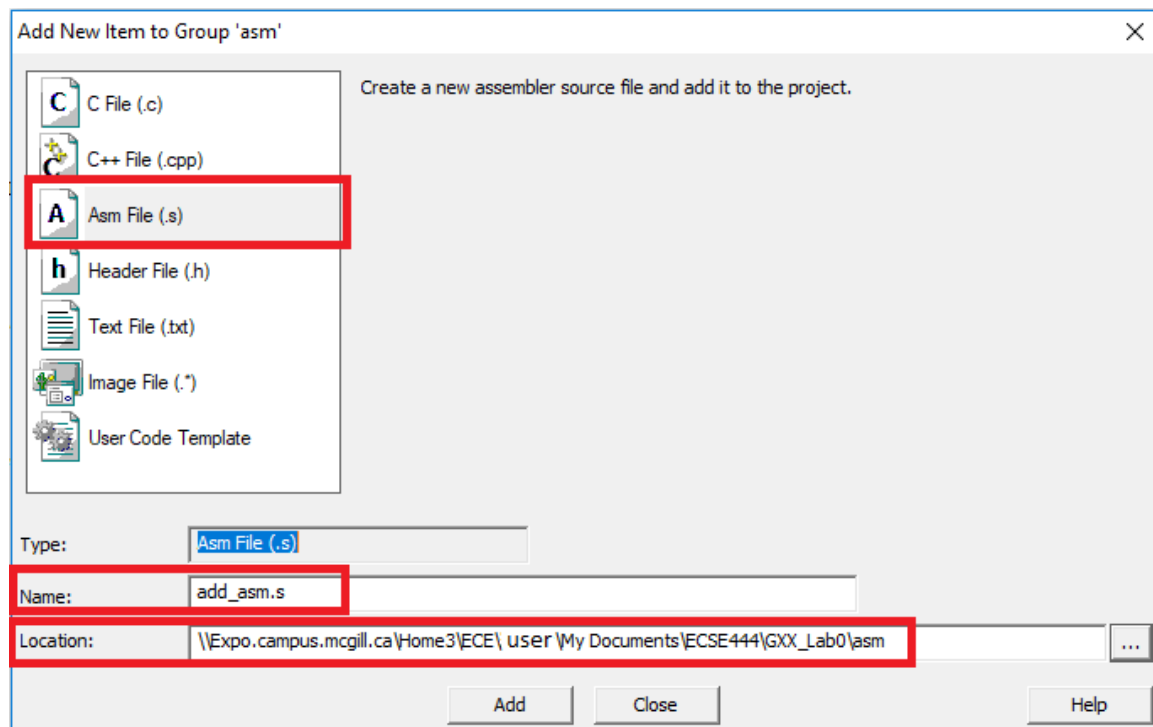 Add New Item to Group 'asm'
C File (.c)
Create a new assembler source file and add it to the project.
C++ File (.cpp)
Asm File (.s)
Header File (.h)
Text File (.txt)
Image File (.*)
User Code Template
Type: Asm File (.s)
Name: add_asm.s
Location: \\Expo.campus.mcgill.ca\Home3\ECE\ user \My Documents\ECSE444\GXX_Lab0\asm ...
Add Close Help